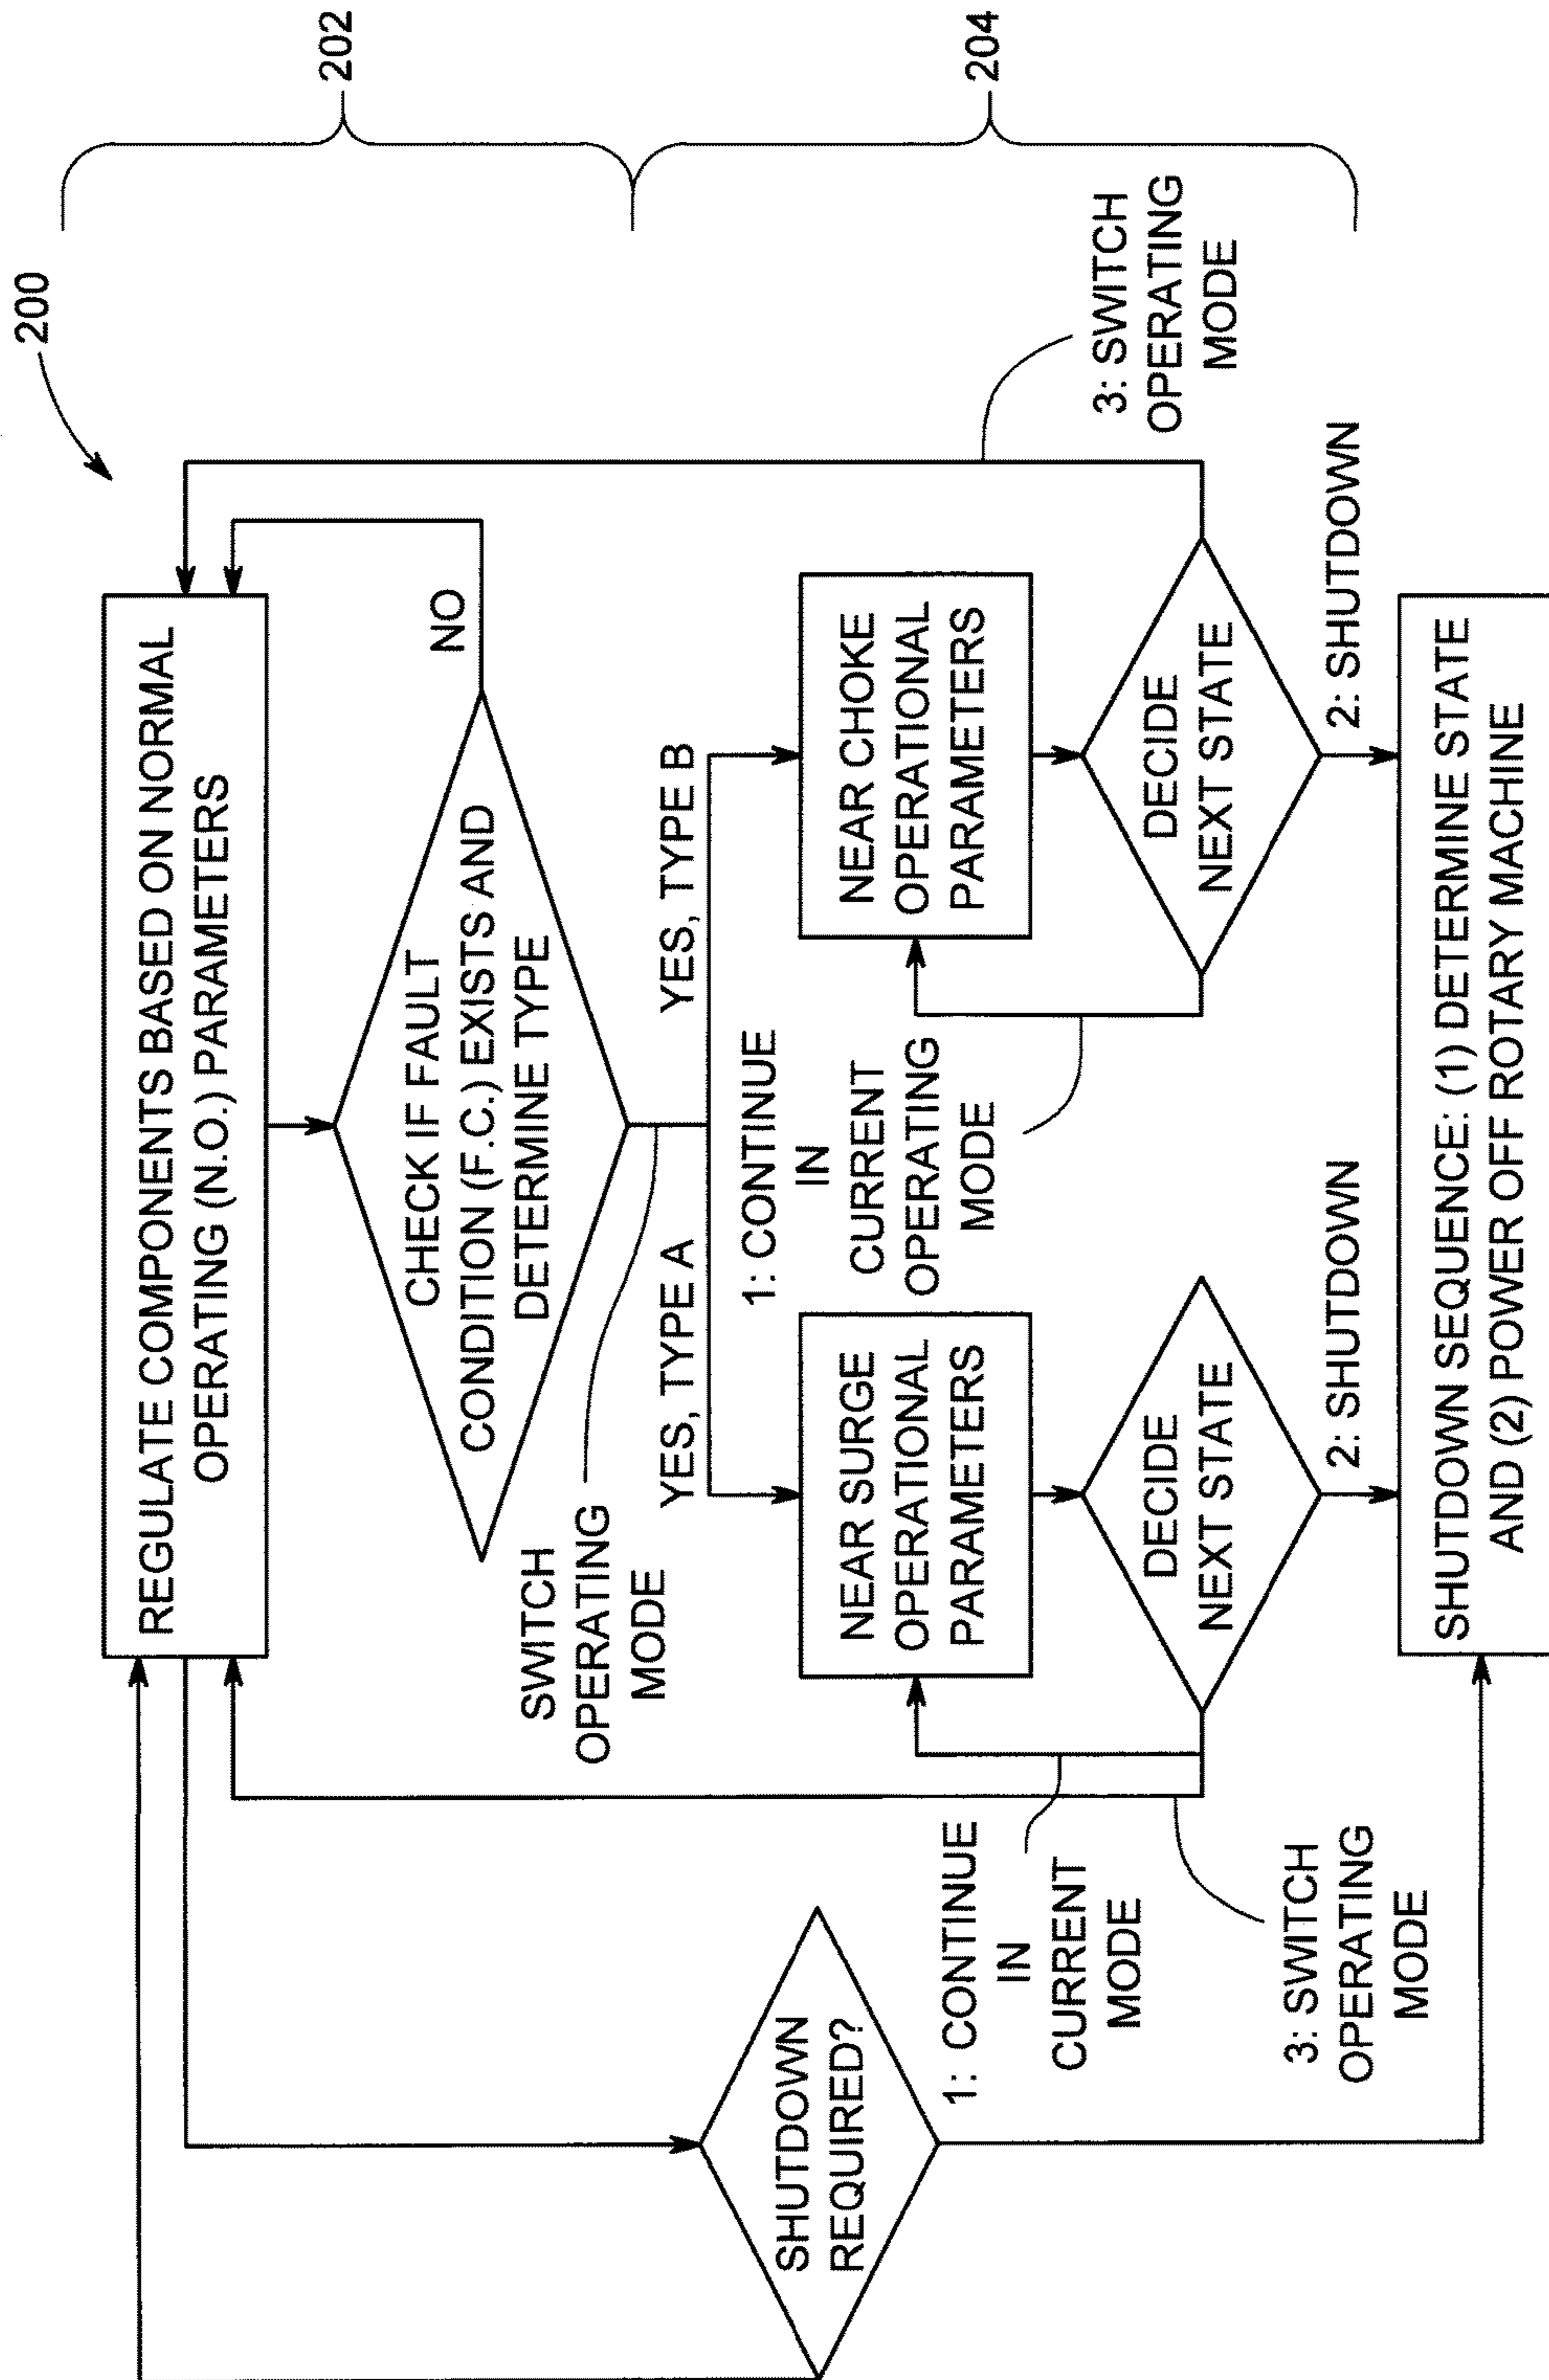 200
REGULATE COMPONENTS BASED ON NORMAL
OPERATING (N.O.) PARAMETERS
202
CHECK IF FAULT
CONDITION (F.C.) EXISTS AND
DETERMINE TYPE
NO
SWITCH
OPERATING
MODE
YES, TYPE A
YES, TYPE B
SHUTDOWN
REQUIRED?
NEAR SURGE
OPERATIONAL
PARAMETERS
1: CONTINUE
IN
CURRENT
OPERATING
MODE
NEAR CHOKE
OPERATIONAL
PARAMETERS
204
1: CONTINUE
IN
CURRENT
MODE
DECIDE
NEXT STATE
DECIDE
NEXT STATE
3: SWITCH
OPERATING
MODE
3: SWITCH
OPERATING
MODE
2: SHUTDOWN
2: SHUTDOWN
SHUTDOWN SEQUENCE: (1) DETERMINE STATE
AND (2) POWER OFF ROTARY MACHINE